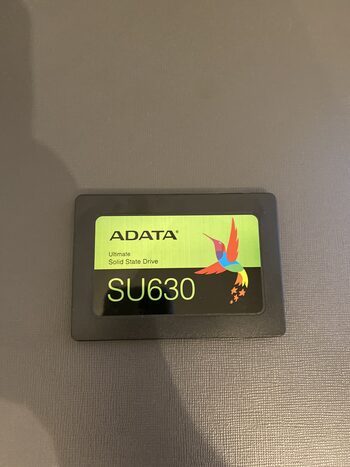 ADATA
Ultimate
Solid State Drive
SU630